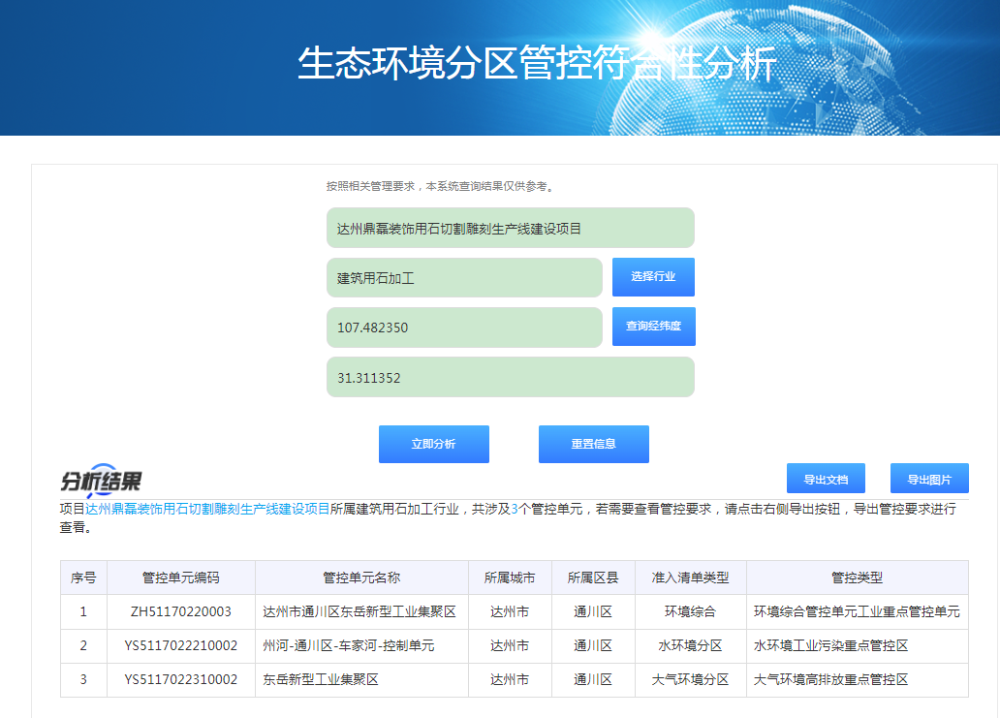 生态环境分区管控符合性分析
按照相关管理要求，本系统查询结果仅供参考。
达州鼎磊装饰用石切割雕刻生产线建设项目
建筑用石加工 选择行业
107.482350 查询经纬度
31.311352
立即分析 重置信息
分析结果 导出文档 导出图片
项目达州鼎磊装饰用石切割雕刻生产线建设项目所属建筑用石加工行业，共涉及3个管控单元，若需要查看管控要求，请点击右侧导出按钮，导出管控要求进行
查看。
序号 管控单元编码 管控单元名称 所属城市 所属区县 准入清单类型 管控类型
1 ZH51170220003 达州市通川区东岳新型工业集聚区 达州市 通川区 环境综合 环境综合管控单元工业重点管控单元
2 YS5117022210002 州河-通川区-车家河-控制单元 达州市 通川区 水环境分区 水环境工业污染重点管控区
3 YS5117022310002 东岳新型工业集聚区 达州市 通川区 大气环境分区 大气环境高排放重点管控区